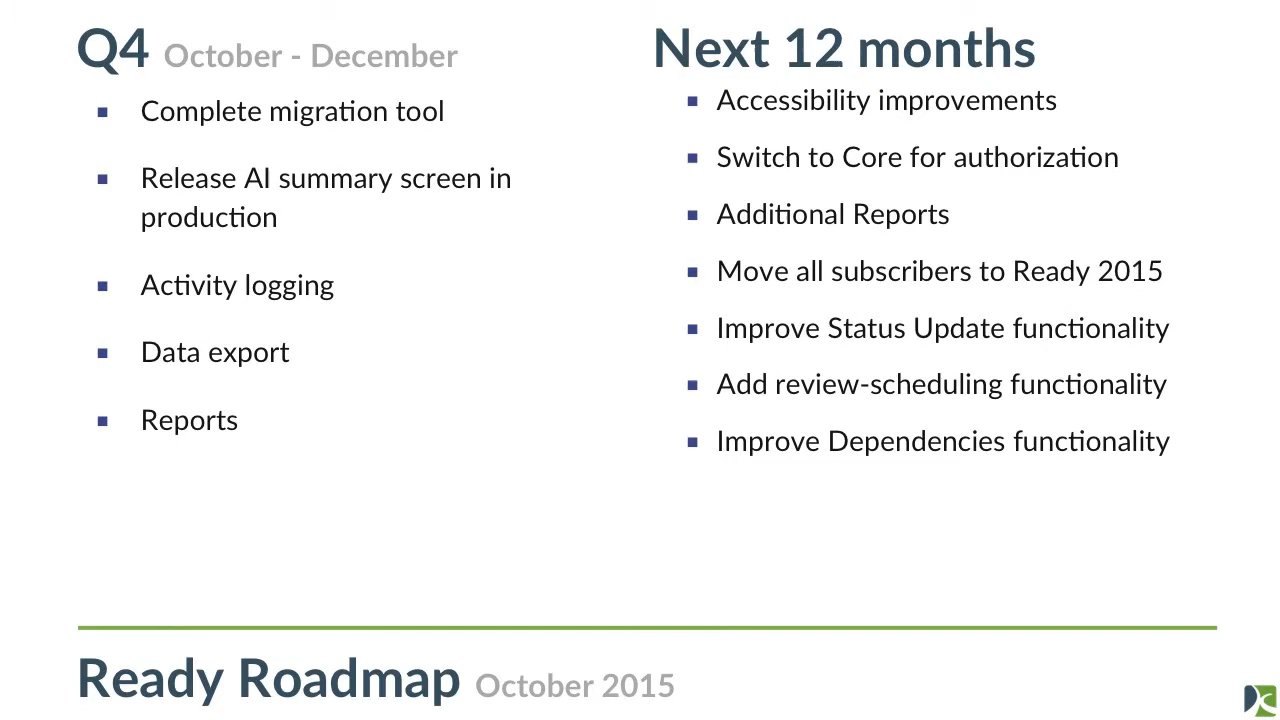 Q4 October - December
Complete migration tool
Release AI summary screen in
production
Activity logging
Data export
Reports
Next 12 months
Accessibility improvements
Switch to Core for authorization
Additional Reports
Move all subscribers to Ready 2015
Improve Status Update functionality
Add review-scheduling functionality
Improve Dependencies functionality
Ready Roadmap October 2015